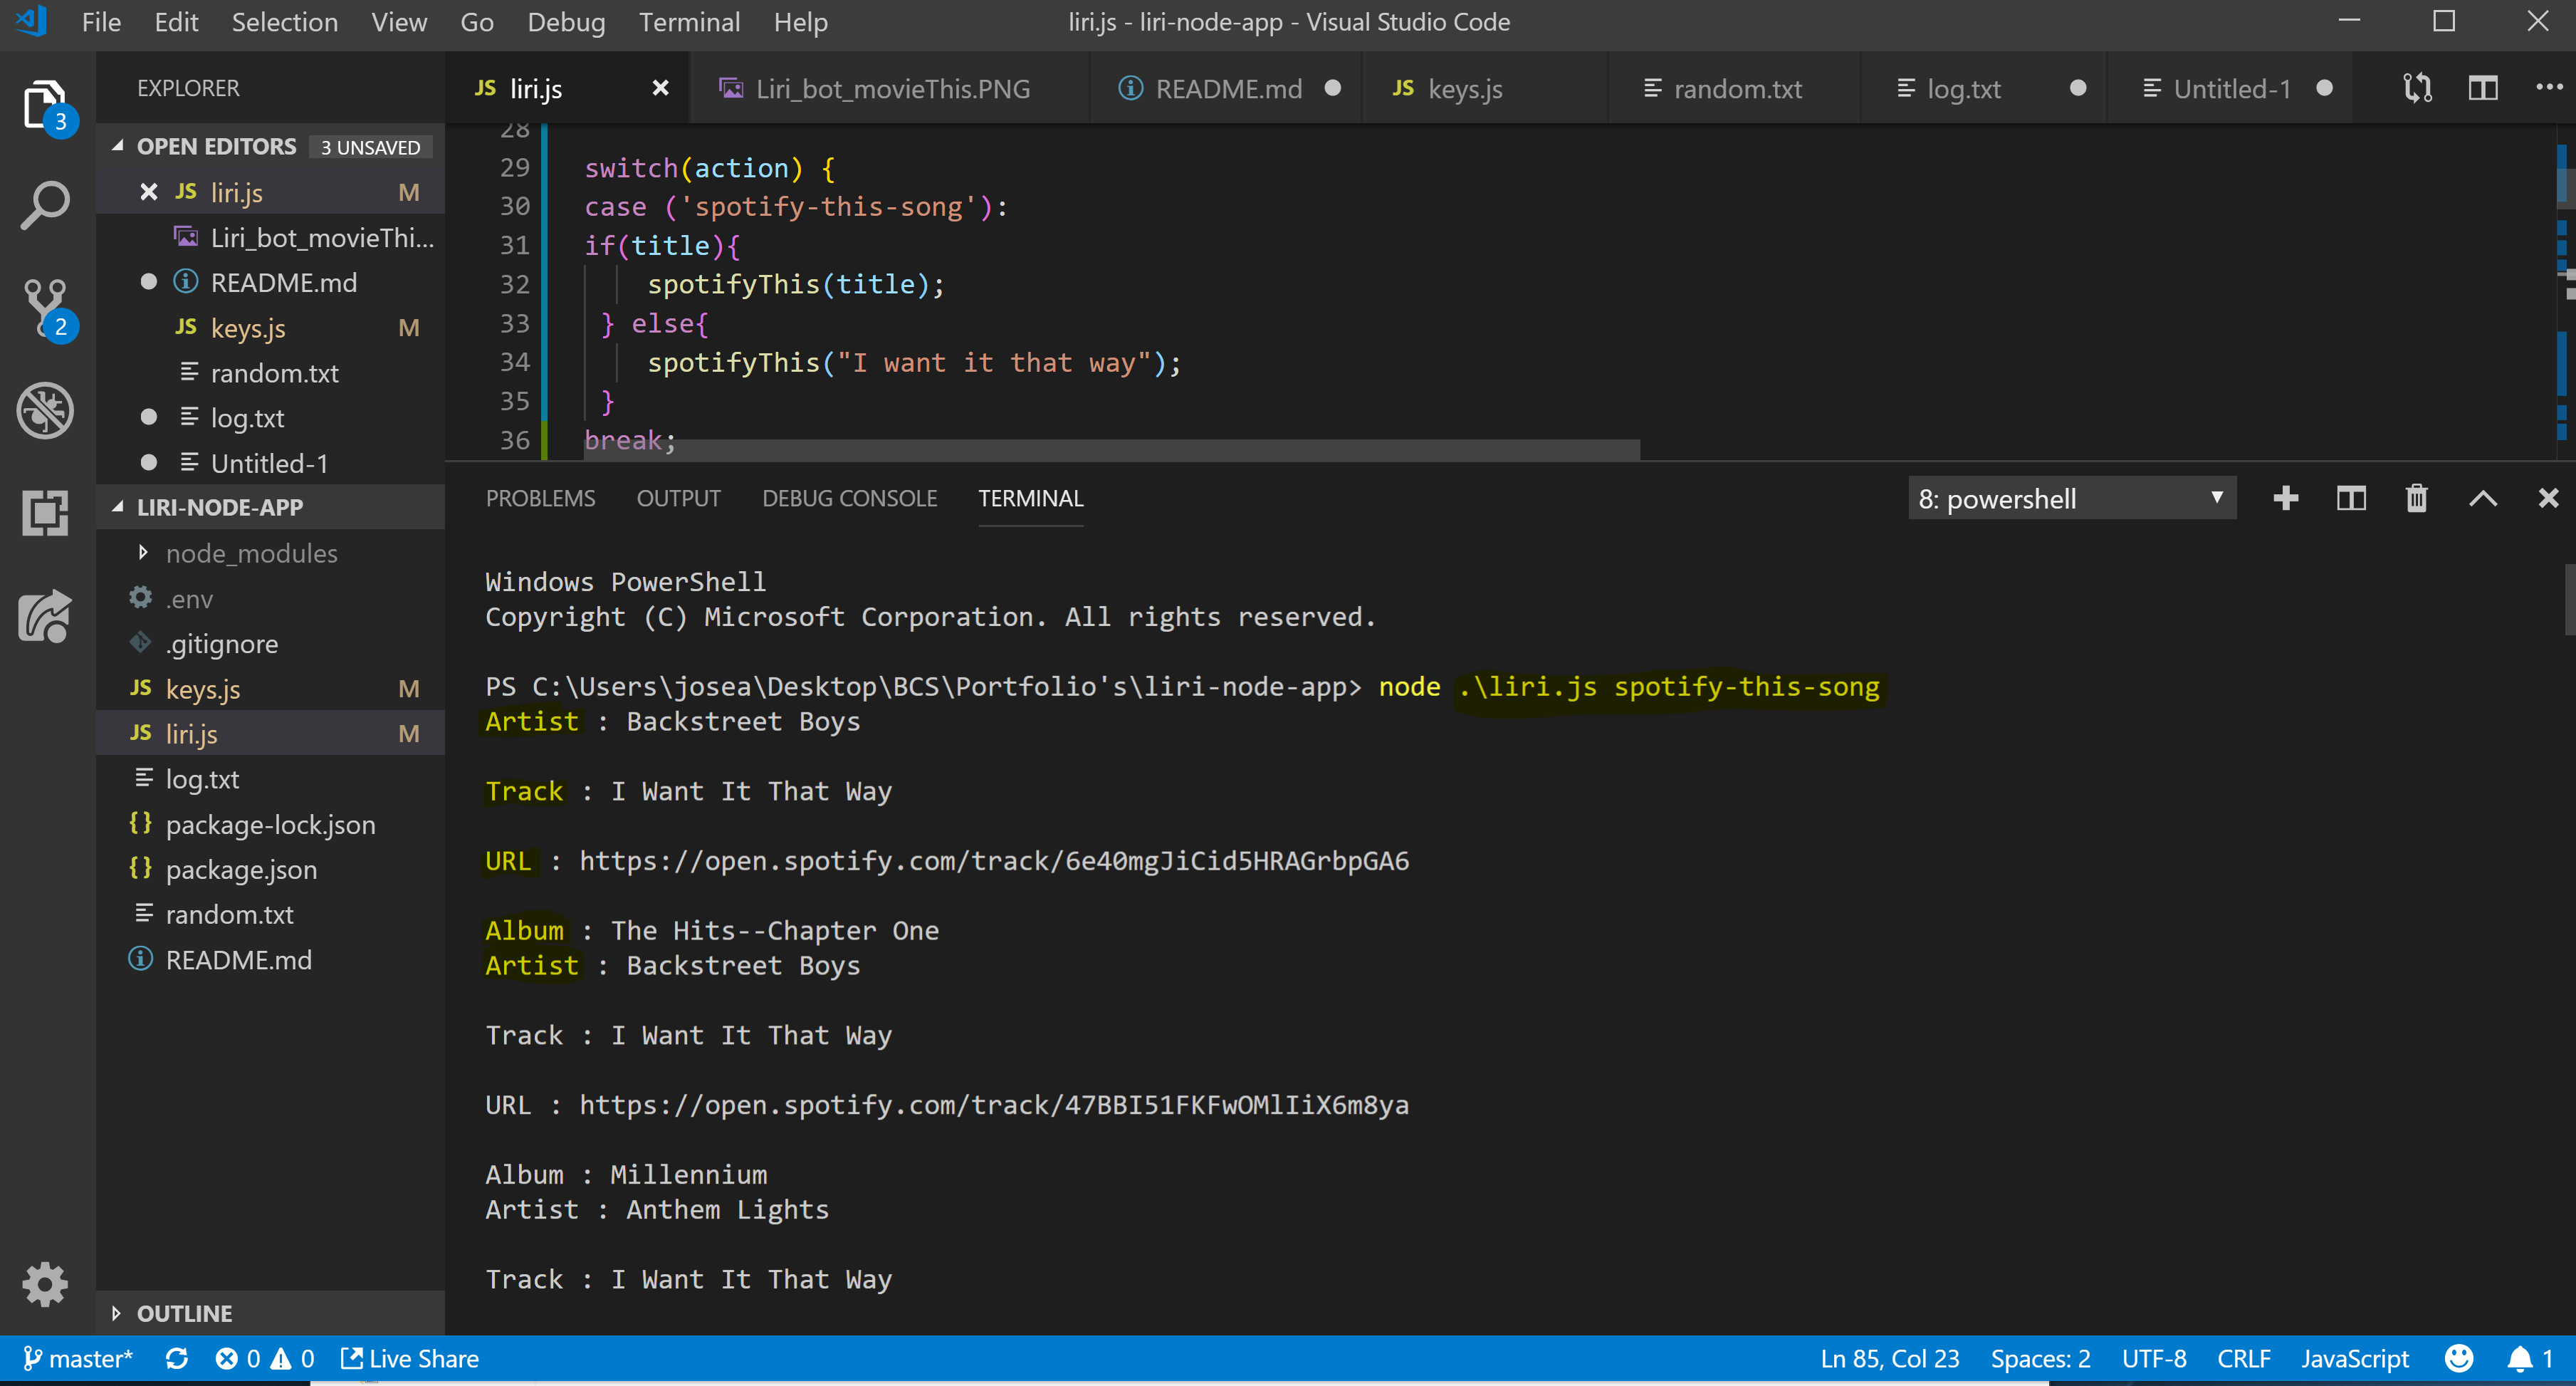 File Edit Selection View Go Debug Terminal Help liri.js - liri-node-app - Visual Studio Code
EXPLORER
3
OPEN EDITORS 3 UNSAVED
JS liri.js M
Liri_bot_movieThi...
README.md
JS keys.js M
random.txt
log.txt
Untitled-1
2
LIRI-NODE-APP
node_modules
.env
.gitignore
JS keys.js M
JS liri.js M
log.txt
{} package-lock.json
{} package.json
random.txt
README.md
OUTLINE
JS liri.js Liri_bot_movieThis.PNG README.md JS keys.js random.txt log.txt Untitled-1 ...
28
29 switch(action) {
30 case ('spotify-this-song'):
31 if(title){
32 spotifyThis(title);
33 } else{
34 spotifyThis("I want it that way");
35 }
36 break;
PROBLEMS OUTPUT DEBUG CONSOLE TERMINAL 8: powershell
Windows PowerShell
Copyright (C) Microsoft Corporation. All rights reserved.
PS C:\Users\josea\Desktop\BCS\Portfolio's\liri-node-app> node .\liri.js spotify-this-song
Artist : Backstreet Boys
Track : I Want It That Way
URL : https://open.spotify.com/track/6e40mgJiCid5HRAGrbpGA6
Album : The Hits--Chapter One
Artist : Backstreet Boys
Track : I Want It That Way
URL : https://open.spotify.com/track/47BBI51FKFwOMlIiX6m8ya
Album : Millennium
Artist : Anthem Lights
Track : I Want It That Way
master* 0 0 Live Share Ln 85, Col 23 Spaces: 2 UTF-8 CRLF JavaScript 1